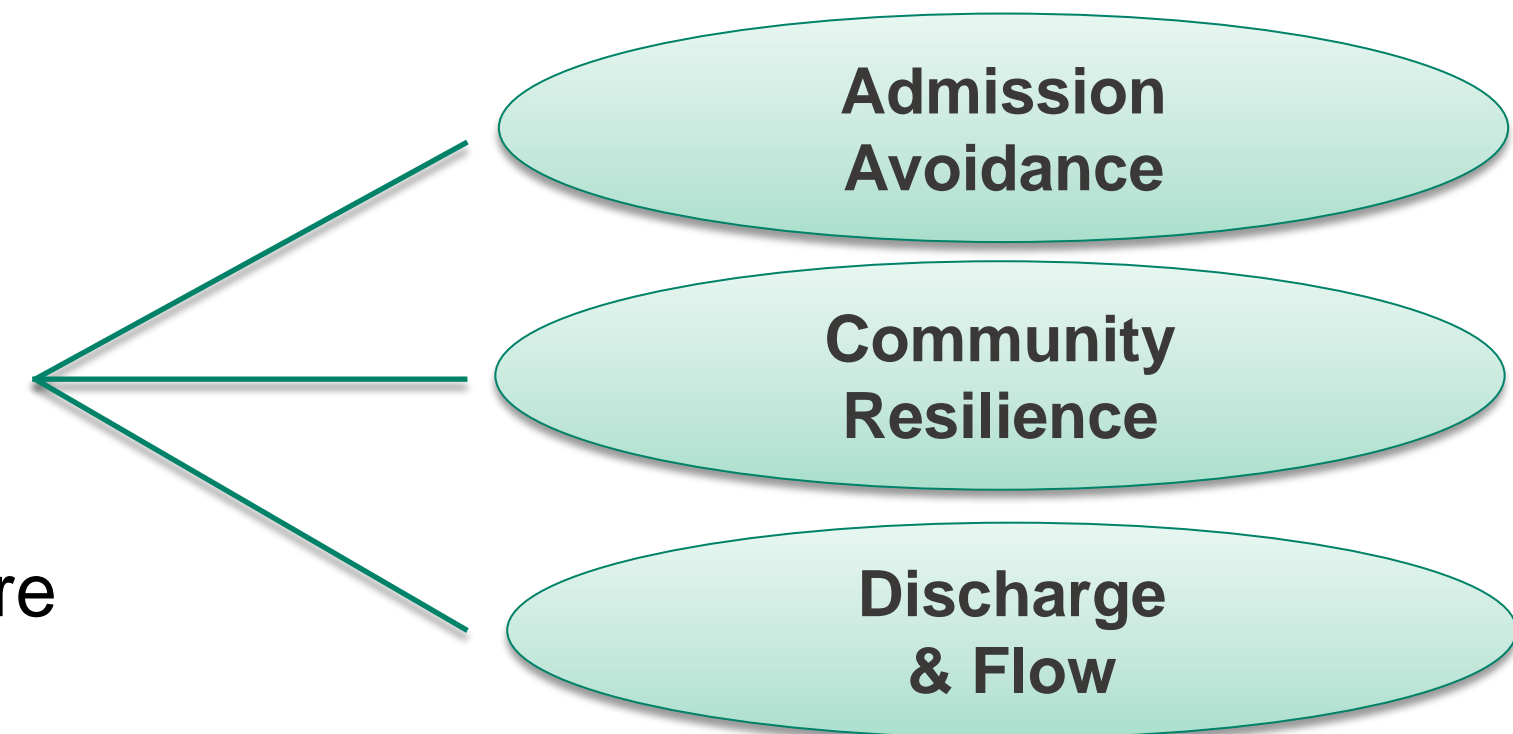 Admission
Avoidance
Community
Resilience
re
Discharge
& Flow